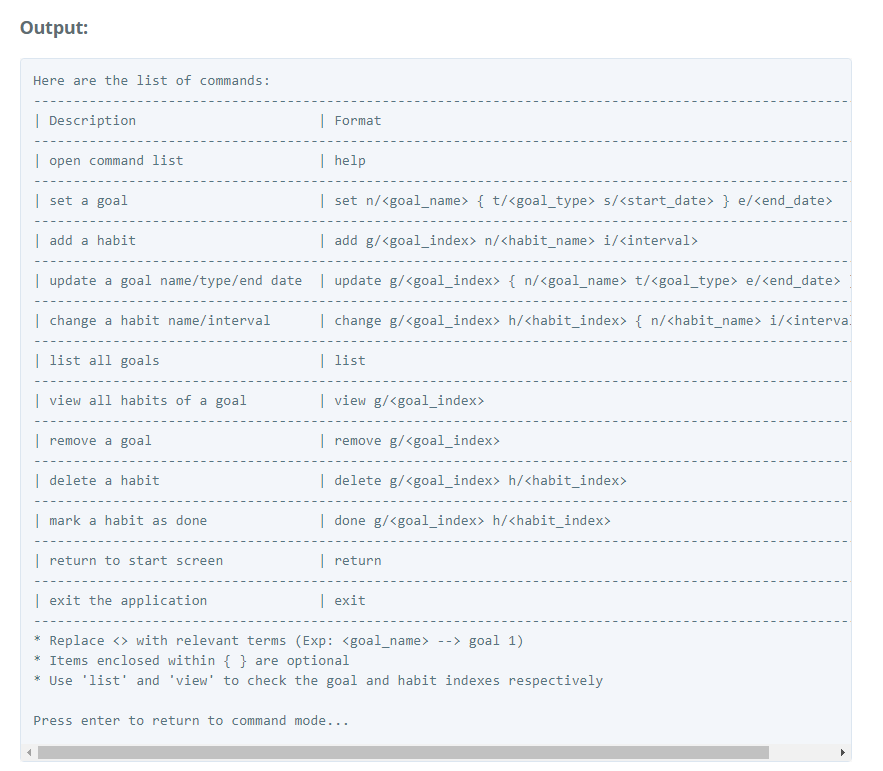 Output:
Here are the list of commands:
--------------------------------------------------------------------------------------------------------
| Description                       | Format
--------------------------------------------------------------------------------------------------------
| open command list                 | help
--------------------------------------------------------------------------------------------------------
| set a goal                        | set n/<goal_name> { t/<goal_type> s/<start_date> } e/<end_date>
--------------------------------------------------------------------------------------------------------
| add a habit                       | add g/<goal_index> n/<habit_name> i/<interval>
--------------------------------------------------------------------------------------------------------
| update a goal name/type/end date  | update g/<goal_index> { n/<goal_name> t/<goal_type> e/<end_date> }
--------------------------------------------------------------------------------------------------------
| change a habit name/interval      | change g/<goal_index> h/<habit_index> { n/<habit_name> i/<interva
--------------------------------------------------------------------------------------------------------
| list all goals                    | list
--------------------------------------------------------------------------------------------------------
| view all habits of a goal         | view g/<goal_index>
--------------------------------------------------------------------------------------------------------
| remove a goal                     | remove g/<goal_index>
--------------------------------------------------------------------------------------------------------
| delete a habit                    | delete g/<goal_index> h/<habit_index>
--------------------------------------------------------------------------------------------------------
| mark a habit as done              | done g/<goal_index> h/<habit_index>
--------------------------------------------------------------------------------------------------------
| return to start screen            | return
--------------------------------------------------------------------------------------------------------
| exit the application              | exit
--------------------------------------------------------------------------------------------------------
* Replace <> with relevant terms (Exp: <goal_name> --> goal 1)
* Items enclosed within { } are optional
* Use 'list' and 'view' to check the goal and habit indexes respectively
Press enter to return to command mode...